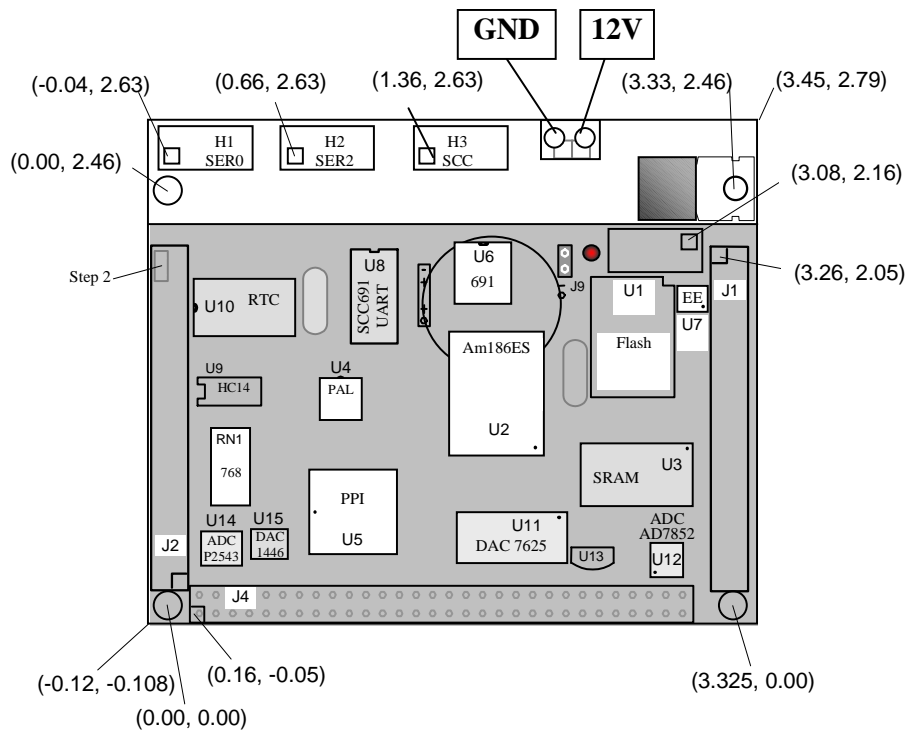 GND
12V
(-0.04, 2.63)
(0.66, 2.63)
(1.36, 2.63)
(3.33, 2.46)
(3.45, 2.79)
(0.00, 2.46)
H1
SER0
H2
SER2
H3
SCC
(3.08, 2.16)
Step 2
U10
RTC
U8
SCC691
UART
-
+
+
U6
691
J9
U1
Flash
EE
U7
J1
(3.26, 2.05)
Am186ES
U2
U9
HC14
U4
PAL
RN1
768
PPI
U5
SRAM
U3
U14
ADC
P2543
U15
DAC
1446
U11
DAC 7625
U13
ADC
AD7852
U12
J2
J4
(-0.12, -0.108)
(0.16, -0.05)
(0.00, 0.00)
(3.325, 0.00)